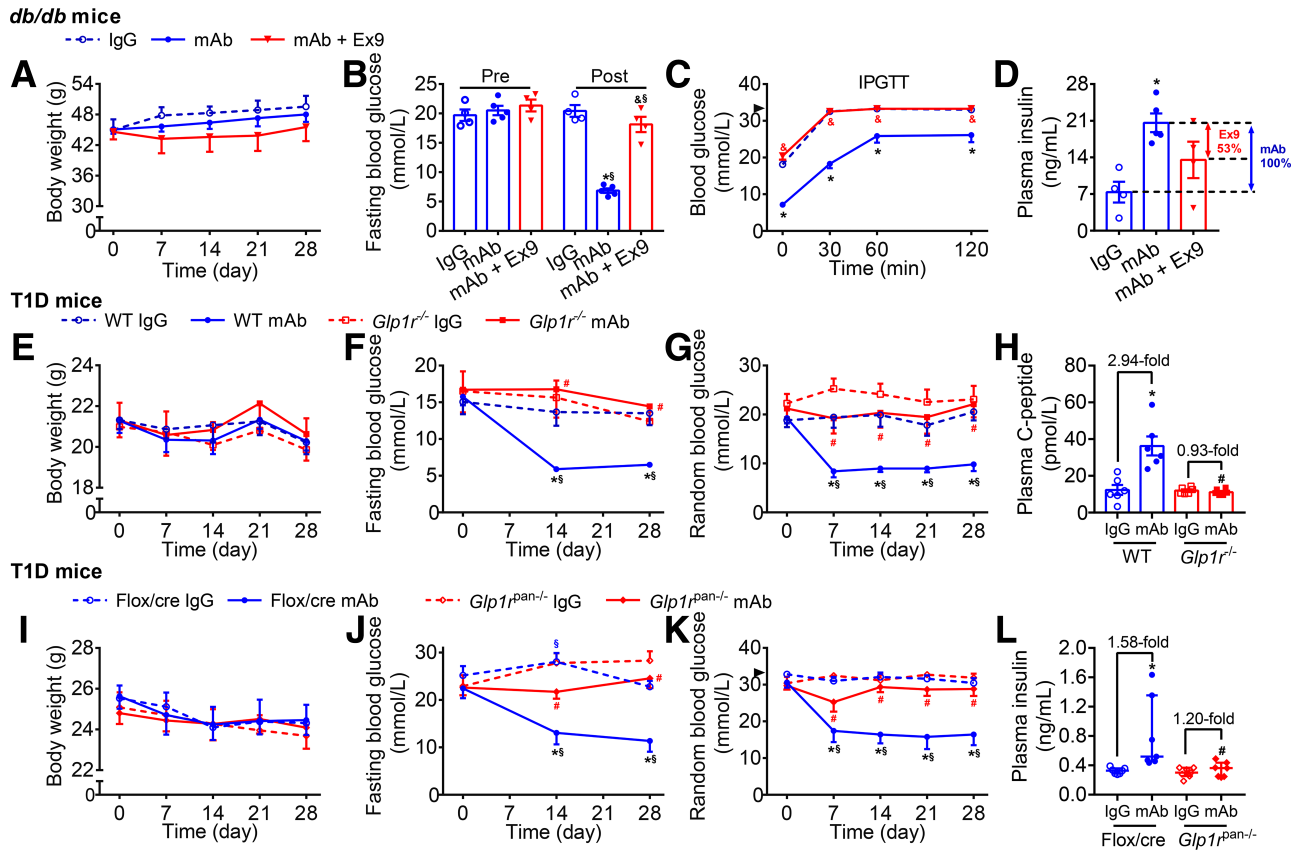 db/db mice
IgG mAb mAb + Ex9
A
Body weight (g)
54
48
42
36
30
0
0 7 14 21 28
Time (day)
B
Fasting blood glucose
(mmol/L)
25
20
15
10
5
0
Pre Post
*§
&§
IgG
mAb
mAb + Ex9
IgG
mAb
mAb + Ex9
C
IPGTT
Blood glucose
(mmol/L)
40
30
20
10
0
& & & &
* * * *
0 30 60 120
Time (min)
D
Plasma insulin
(ng/mL)
28
21
14
7
0
*
Ex9
53%
mAb
100%
IgG
mAb
mAb + Ex9
T1D mice
WT IgG WT mAb Glp1r-/- IgG Glp1r-/- mAb
E
Body weight (g)
24
22
20
18
0
0 7 14 21 28
Time (day)
F
Fasting blood glucose
(mmol/L)
20
15
10
5
0
# #
*§ *§
0 7 14 21 28
Time (day)
G
Random blood glucose
(mmol/L)
30
20
10
0
# # # #
*§ *§ *§ *§
0 7 14 21 28
Time (day)
H
Plasma C-peptide
(pmol/L)
80
60
40
20
0
2.94-fold
*
0.93-fold
#
IgG mAb IgG mAb
WT Glp1r-/-
T1D mice
Flox/cre IgG Flox/cre mAb Glp1rpan-/- IgG Glp1rpan-/- mAb
I
Body weight (g)
28
26
24
22
0
0 7 14 21 28
Time (day)
J
Fasting blood glucose
(mmol/L)
30
20
10
0
§
# #
*§ *§
0 7 14 21 28
Time (day)
K
Random blood glucose
(mmol/L)
40
30
20
10
0
# # # #
*§ *§ *§ *§
0 7 14 21 28
Time (day)
L
Plasma insulin
(ng/mL)
2.0
1.6
1.2
0.8
0.4
0.0
1.58-fold
*
1.20-fold
#
IgG mAb IgG mAb
Flox/cre Glp1rpan-/-